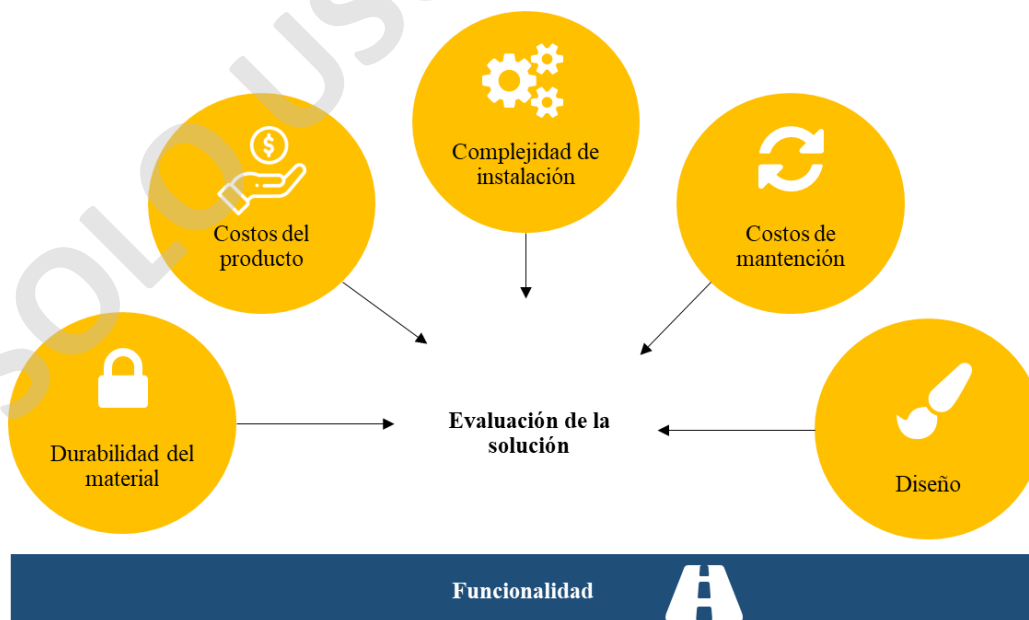 Complejidad de
instalación
Costos del
producto
Costos de
mantención
Durabilidad del
material
Evaluación de la
solución
Diseño
Funcionalidad
SOLO
$